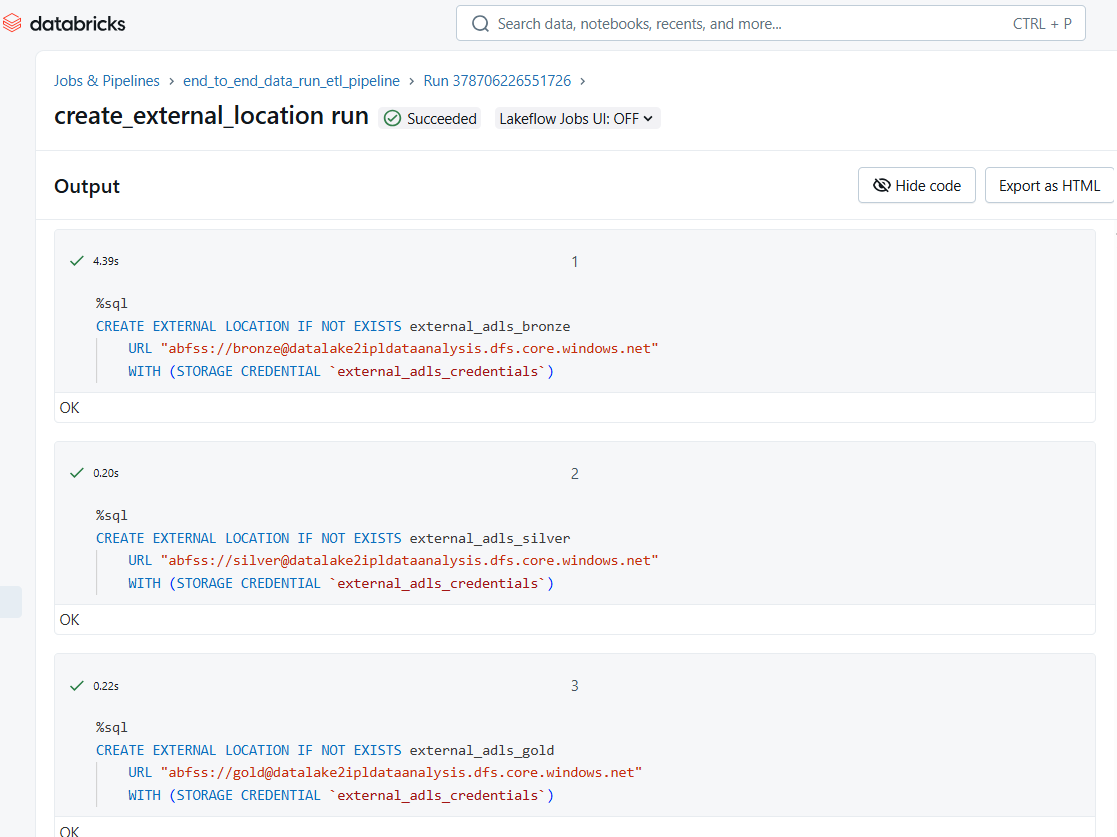 databricks
Search data, notebooks, recents, and more...
CTRL + P
Jobs & Pipelines > end_to_end_data_run_etl_pipeline > Run 378706226551726 >
create_external_location run
Succeeded
Lakeflow Jobs UI: OFF
Output
Hide code
Export as HTML
4.39s
1
%sql
CREATE EXTERNAL LOCATION IF NOT EXISTS external_adls_bronze
URL "abfss://bronze@datalake2ipldataanalysis.dfs.core.windows.net"
WITH (STORAGE CREDENTIAL `external_adls_credentials`)
OK
0.20s
2
%sql
CREATE EXTERNAL LOCATION IF NOT EXISTS external_adls_silver
URL "abfss://silver@datalake2ipldataanalysis.dfs.core.windows.net"
WITH (STORAGE CREDENTIAL `external_adls_credentials`)
OK
0.22s
3
%sql
CREATE EXTERNAL LOCATION IF NOT EXISTS external_adls_gold
URL "abfss://gold@datalake2ipldataanalysis.dfs.core.windows.net"
WITH (STORAGE CREDENTIAL `external_adls_credentials`)
OK